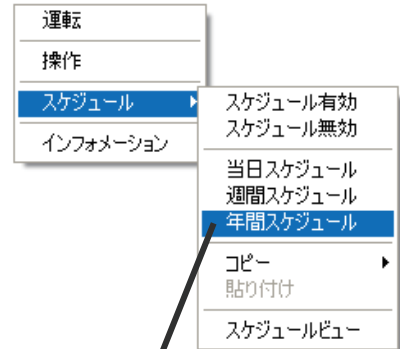 運転
操作
スケジュール
インフォメーション
スケジュール有効
スケジュール無効
当日スケジュール
週間スケジュール
年間スケジュール
コピー
貼り付け
スケジュールビュー